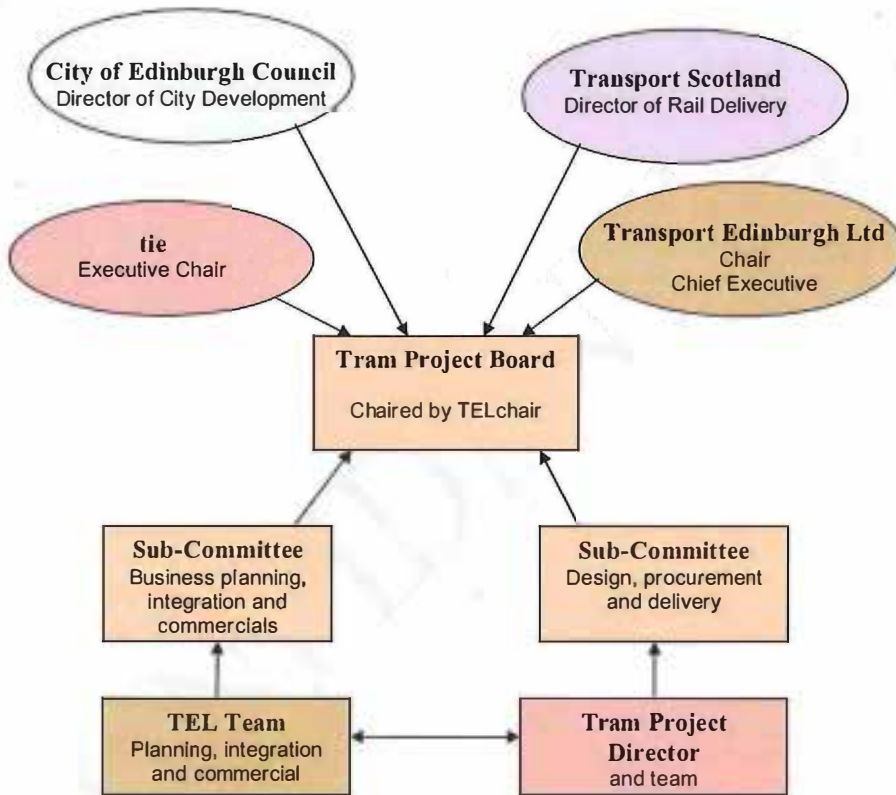 City of Edinburgh Council
Director of City Development
Transport Scotland
Director of Rail Delivery
tie
Executive Chair
Transport Edinburgh Ltd
Chair
Chief Executive
Tram Project Board
Chaired by TELchair
Sub-Committee
Business planning,
integration and
commercials
Sub-Committee
Design, procurement
and delivery
TEL Team
Planning, integration
and commercial
Tram Project
Director
and team